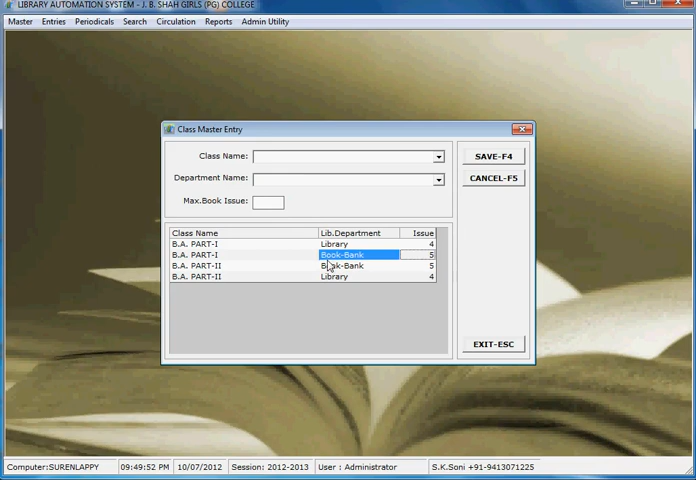 LIBRARY AUTOMATION SYSTEM - J. B. SHAH GIRLS (PG) COLLEGE
Master Entries Periodicals Search Circulation Reports Admin Utility
Class Master Entry
Class Name:
Department Name:
Max.Book Issue:
SAVE-F4
CANCEL-F5
Class Name Lib.Department Issue
B.A. PART-I Library 4
B.A. PART-I Book-Bank 5
B.A. PART-II Book-Bank 5
B.A. PART-II Library 4
EXIT-ESC
Computer:SURENLAPPY 09:49:52 PM 10/07/2012 Session: 2012-2013 User : Administrator S.K.Soni +91-9413071225